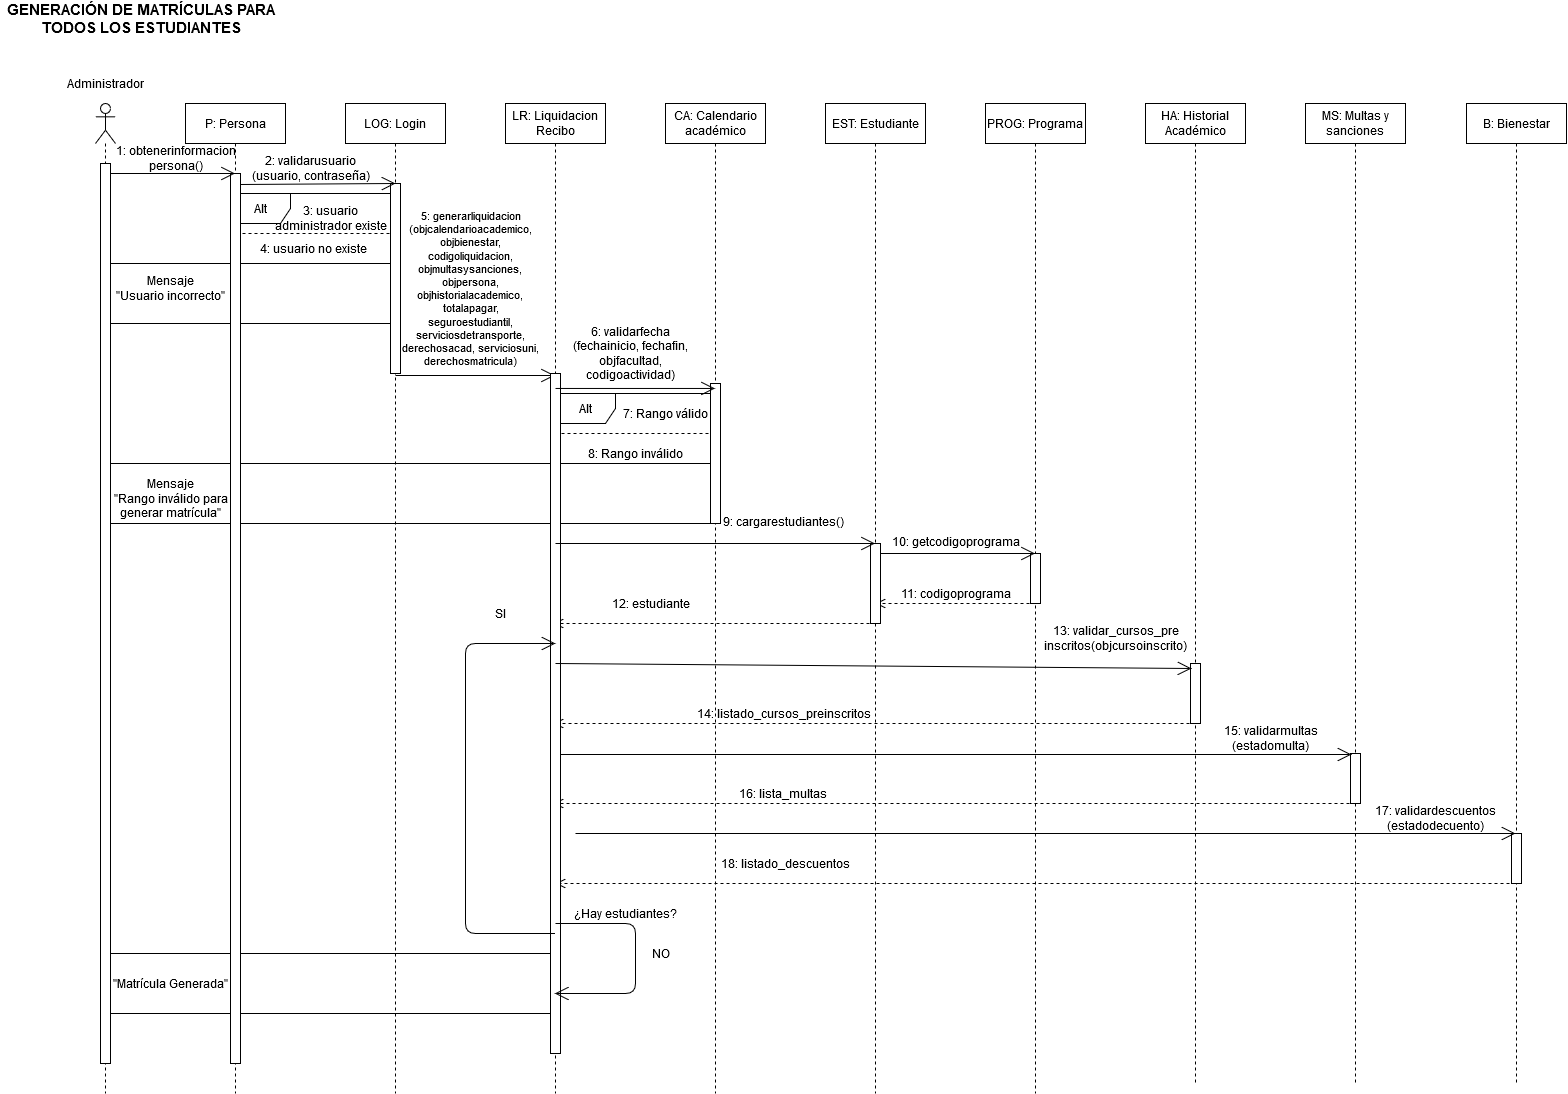 GENERACIÓN DE MATRÍCULAS PARA
TODOS LOS ESTUDIANTES
Administrador
P: Persona
LOG: Login
LR: Liquidacion
Recibo
CA: Calendario
académico
EST: Estudiante
PROG: Programa
HA: Historial
Académico
MS: Multas y
sanciones
B: Bienestar
1: obtenerinformacion
persona()
2: validarusuario
(usuario, contraseña)
Alt
3: usuario
administrador existe
4: usuario no existe
Mensaje
"Usuario incorrecto"
5: generarliquidacion
(objcalendarioacademico,
objbienestar,
codigoliquidacion,
objmultasysanciones,
objpersona,
objhistorialacademico,
totalapagar,
seguroestudiantil,
serviciosdetransporte,
derechosacad, serviciosuni,
derechosmatricula)
6: validarfecha
(fechainicio, fechafin,
objfacultad,
codigoactividad)
Alt
7: Rango válido
8: Rango inválido
Mensaje
"Rango inválido para
generar matrícula"
9: cargarestudiantes()
10: getcodigoprograma
11: codigoprograma
12: estudiante
SI
13: validar_cursos_pre
inscritos(objcursoinscrito)
14: listado_cursos_preinscritos
15: validarmultas
(estadomulta)
16: lista_multas
17: validardescuentos
(estadodecuento)
18: listado_descuentos
¿Hay estudiantes?
NO
"Matrícula Generada"